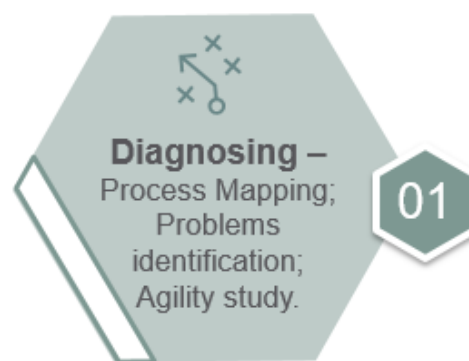 Diagnosing –
Process Mapping;
Problems
identification;
Agility study.
01